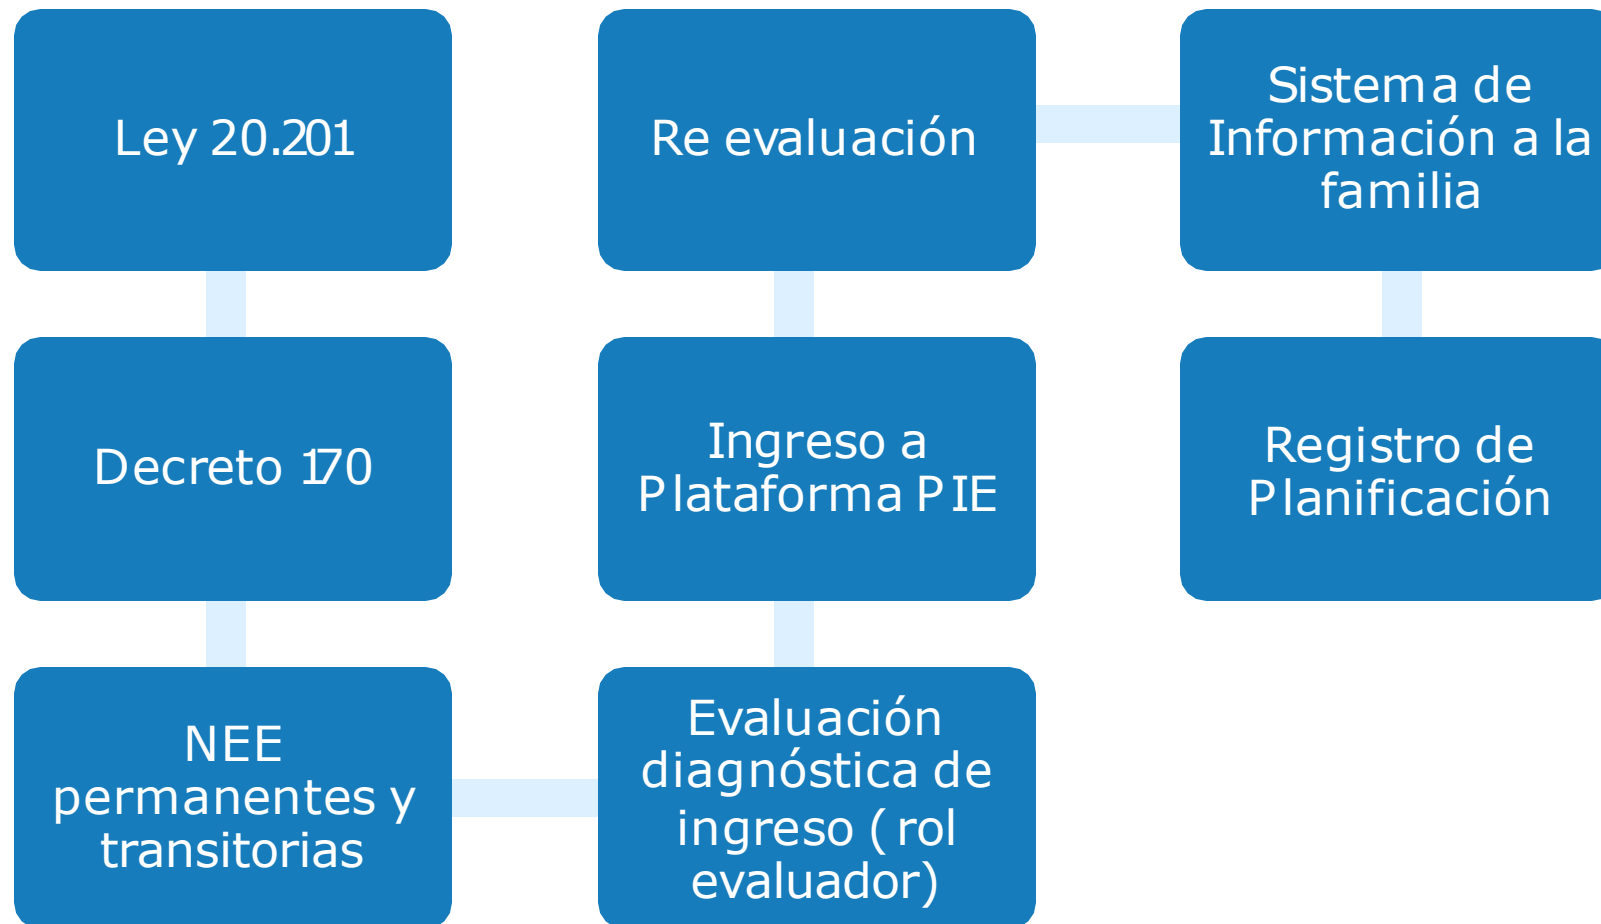 Ley 20.201
Decreto 170
NEE
permanentes y
transitorias
Evaluación
diagnóstica de
ingreso (rol
evaluador)
Ingreso a
Plataforma PIE
Re evaluación
Sistema de
Información a la
familia
Registro de
Planificación